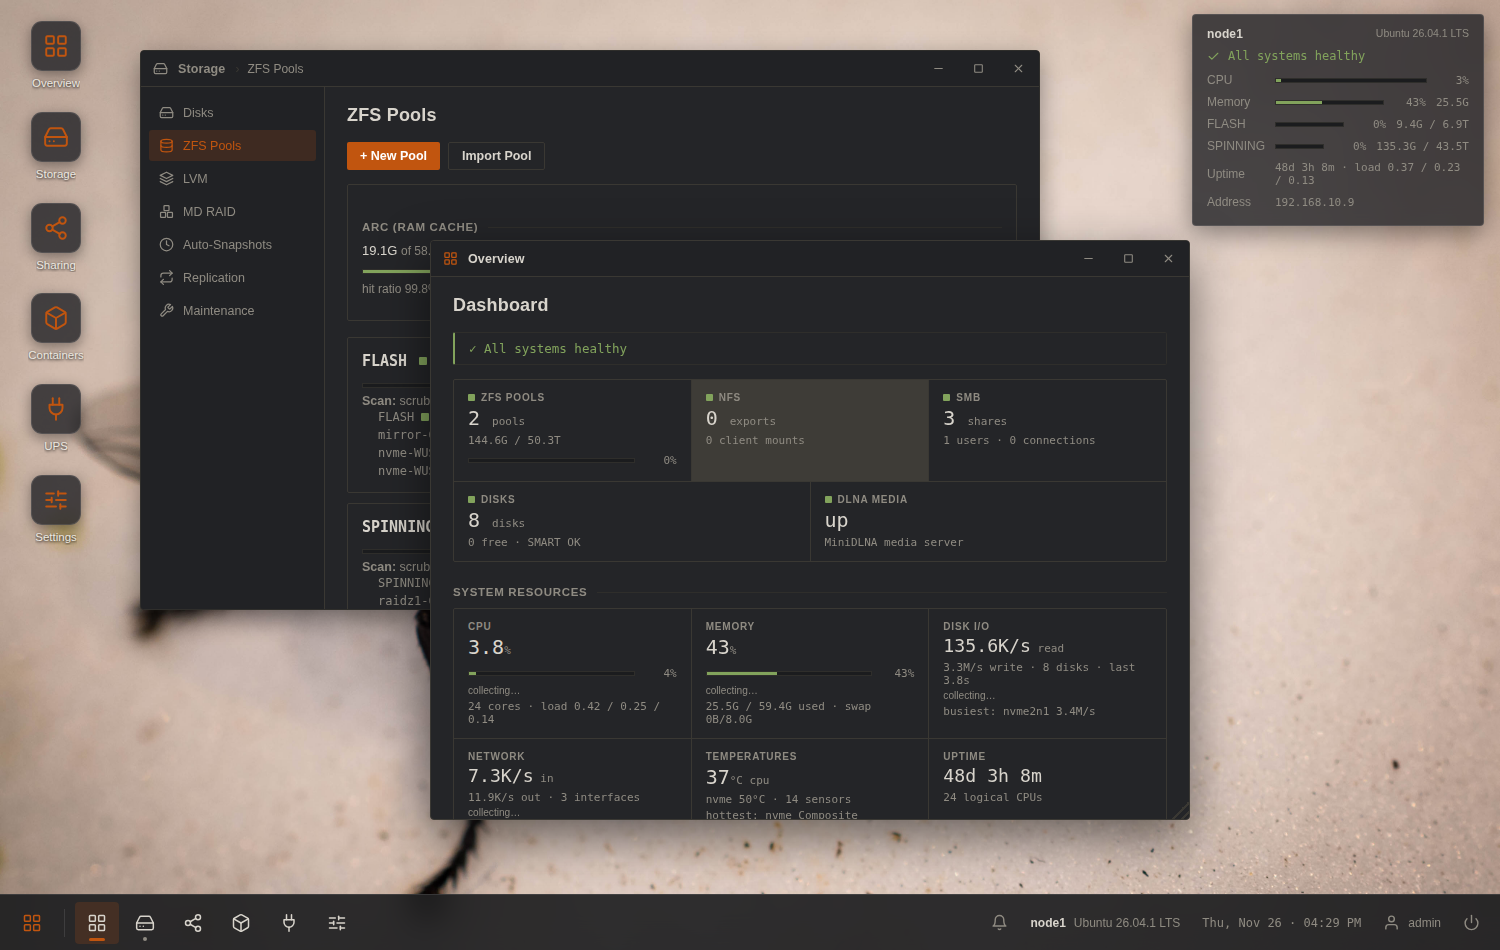 Overview
Storage
Sharing
Containers
UPS
Settings
Storage › ZFS Pools
Disks
ZFS Pools
LVM
MD RAID
Auto-Snapshots
Replication
Maintenance
ZFS Pools
+ New Pool
Import Pool
ARC (RAM CACHE)
19.1G of 58.
hit ratio 99.8%
FLASH
Scan: scrub
FLASH
mirror-
nvme-WU
nvme-WU
SPINNING
Scan: scrub
SPINNIN
raidz1-
Overview
Dashboard
✓ All systems healthy
ZFS POOLS
2 pools
144.6G / 50.3T
0%
NFS
0 exports
0 client mounts
SMB
3 shares
1 users · 0 connections
DISKS
8 disks
0 free · SMART OK
DLNA MEDIA
up
MiniDLNA media server
SYSTEM RESOURCES
CPU
3.8%
4%
collecting…
24 cores · load 0.42 / 0.25 /
0.14
MEMORY
43%
43%
collecting…
25.5G / 59.4G used · swap
0B/8.0G
DISK I/O
135.6K/s read
3.3M/s write · 8 disks · last
3.8s
collecting…
busiest: nvme2n1 3.4M/s
NETWORK
7.3K/s in
11.9K/s out · 3 interfaces
collecting…
TEMPERATURES
37°C cpu
nvme 50°C · 14 sensors
hottest: nvme Composite
UPTIME
48d 3h 8m
24 logical CPUs
node1 Ubuntu 26.04.1 LTS
All systems healthy
CPU 3%
Memory 43% 25.5G
FLASH 0% 9.4G / 6.9T
SPINNING 0% 135.3G / 43.5T
Uptime 48d 3h 8m · load 0.37 / 0.23
/ 0.13
Address 192.168.10.9
node1 Ubuntu 26.04.1 LTS
Thu, Nov 26 · 04:29 PM
admin